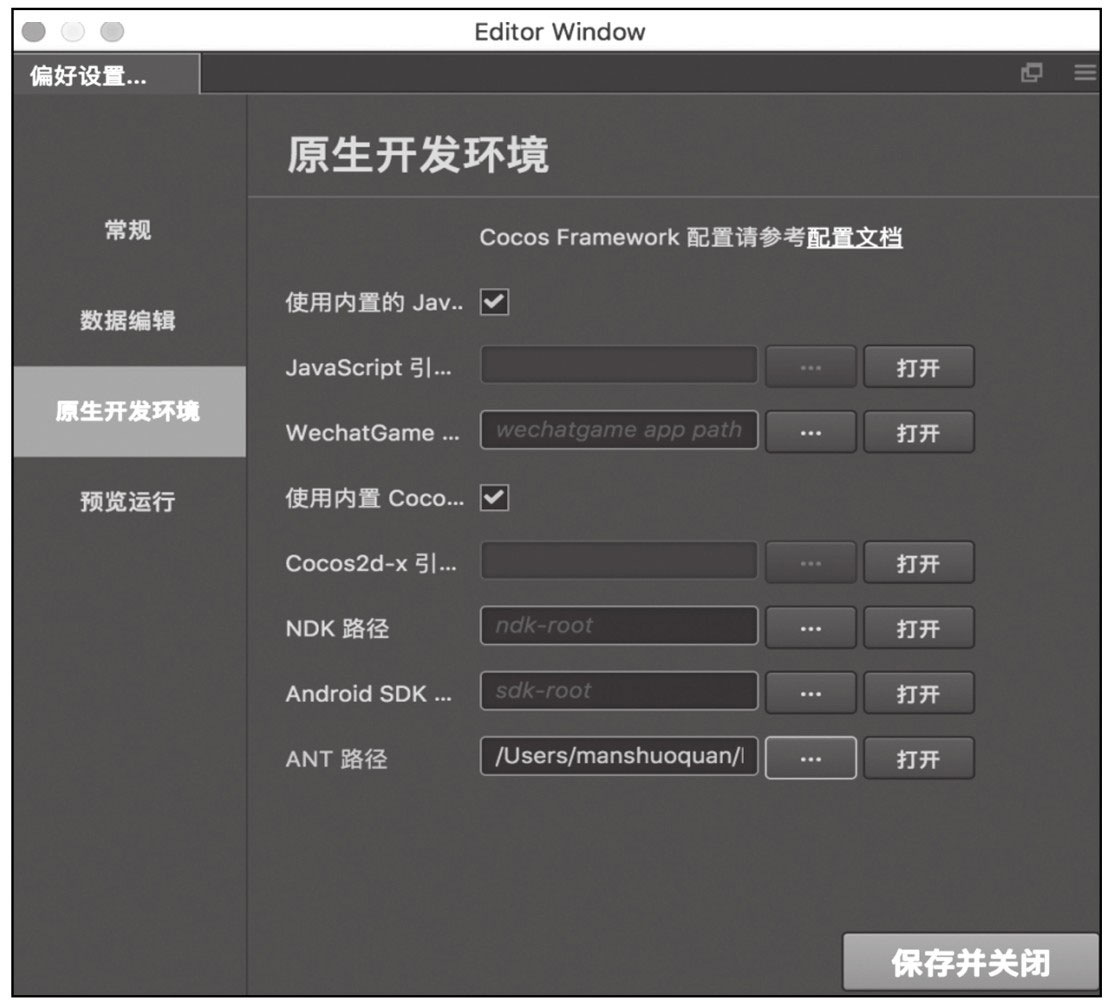 Editor Window
偏好设置...
原生开发环境
常规
数据编辑
原生开发环境
预览运行
Cocos Framework 配置请参考配置文档
使用内置的 Jav..
JavaScript 引... ... 打开
WechatGame ... wechatgame app path ... 打开
使用内置 Coco...
Cocos2d-x 引... ... 打开
NDK 路径 ndk-root ... 打开
Android SDK ... sdk-root ... 打开
ANT 路径 /Users/manshuoquan/ ... 打开
保存并关闭